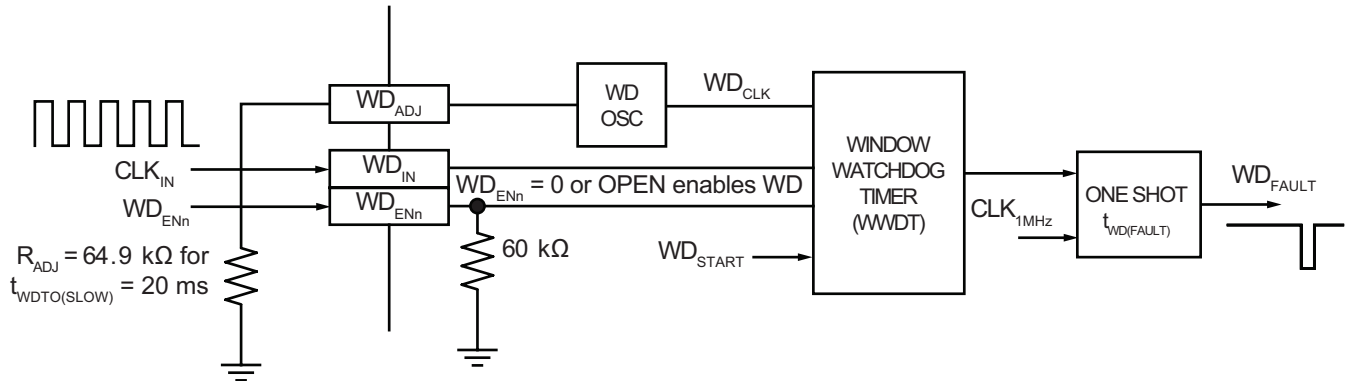 WD_ADJ
WD
OSC
WD_CLK
CLK_IN
WD_IN
WD_ENn = 0 or OPEN enables WD
WD_ENn
WD_ENn
R_ADJ = 64.9 kΩ for
t_WDTO(SLOW) = 20 ms
60 kΩ
WD_START
WINDOW
WATCHDOG
TIMER
(WWDT)
CLK_1MHz
ONE SHOT
t_WD(FAULT)
WD_FAULT